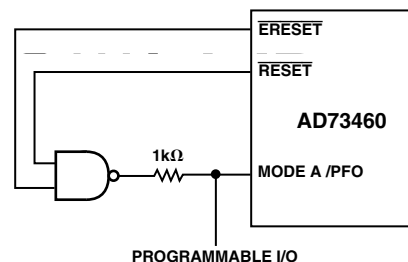 ERESET
RESET
AD73460
1kΩ
MODE A /PFO
PROGRAMMABLE I/O